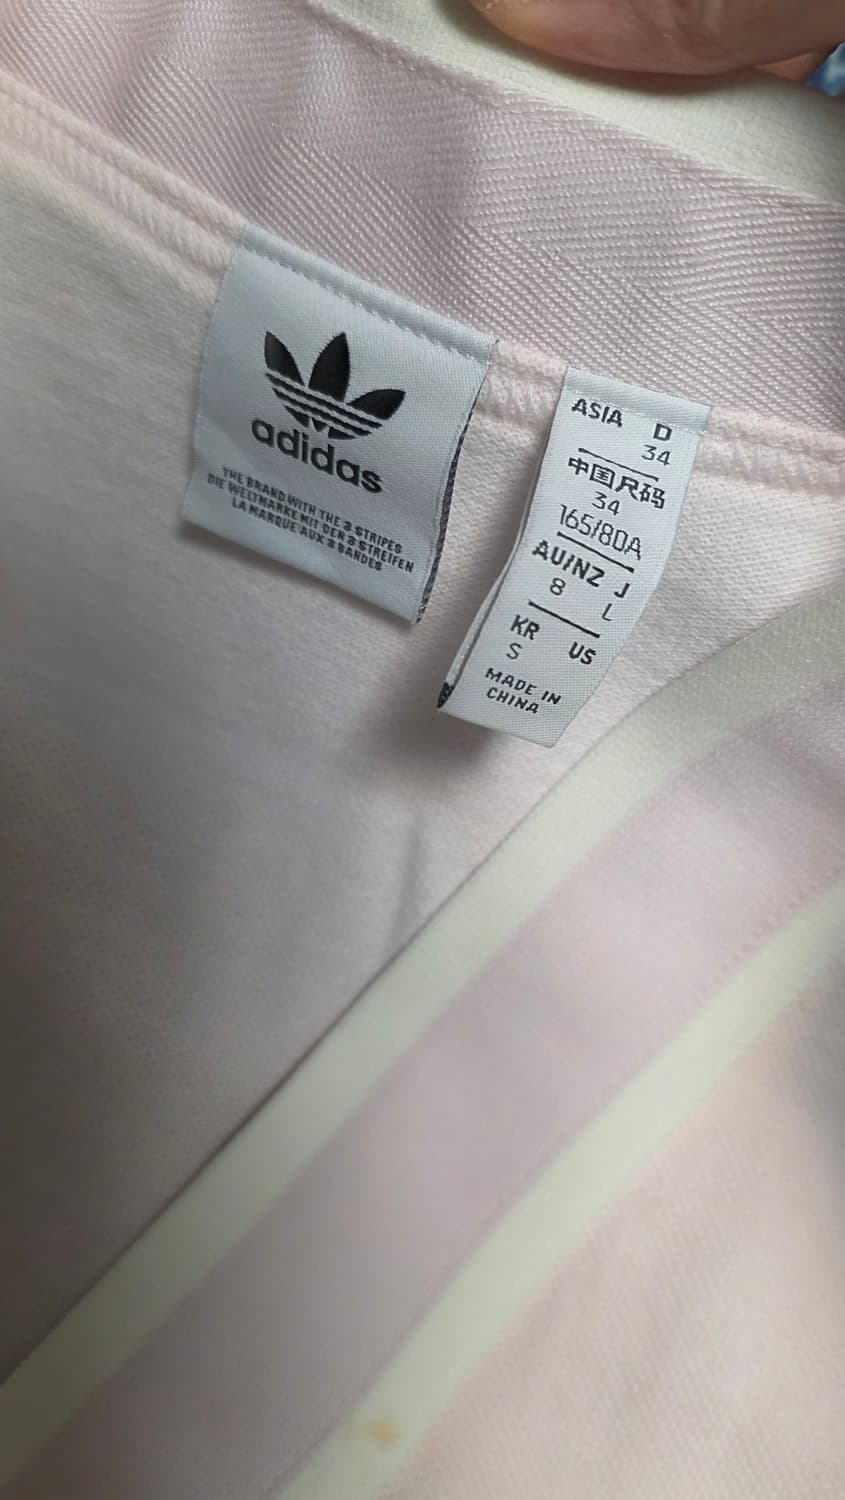 adidas
THE BRAND WITH THE 3 STRIPES
DIE WELTMARKE MIT DEN 3 STREIFEN
LA MARQUE AUX 3 BANDES
ASIA D
34
中国尺码
34
165/80A
AU/NZ J
8 L
KR US
S
MADE IN
CHINA